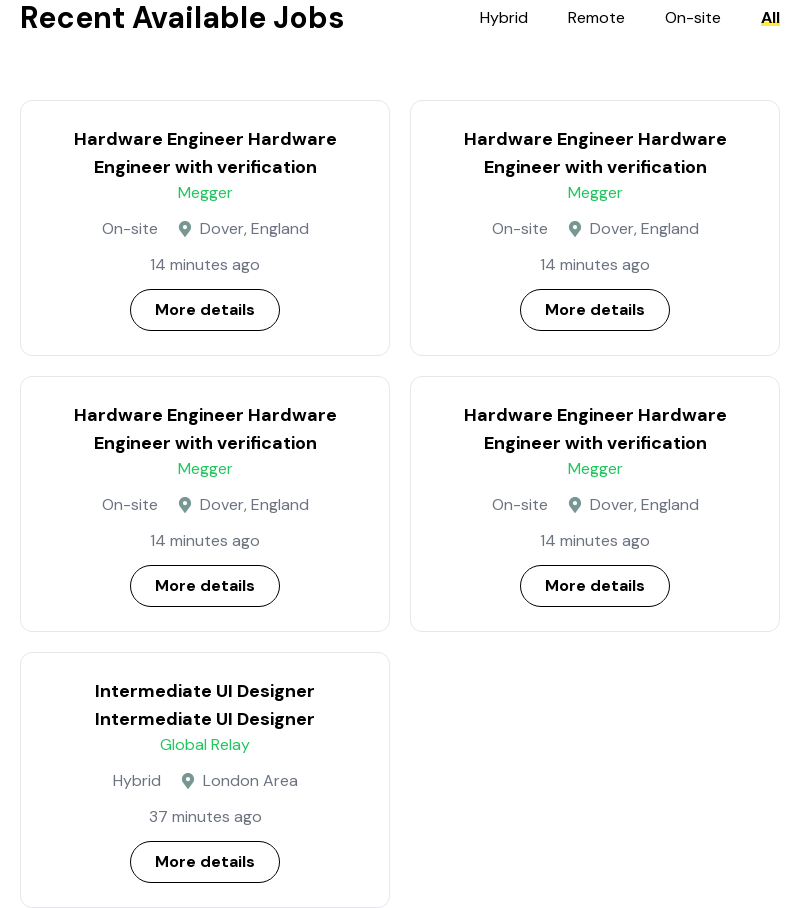 Recent Available Jobs
Hybrid Remote On-site All
Hardware Engineer Hardware
Engineer with verification
Megger
On-site Dover, England
14 minutes ago
More details
Hardware Engineer Hardware
Engineer with verification
Megger
On-site Dover, England
14 minutes ago
More details
Hardware Engineer Hardware
Engineer with verification
Megger
On-site Dover, England
14 minutes ago
More details
Hardware Engineer Hardware
Engineer with verification
Megger
On-site Dover, England
14 minutes ago
More details
Intermediate UI Designer
Intermediate UI Designer
Global Relay
Hybrid London Area
37 minutes ago
More details